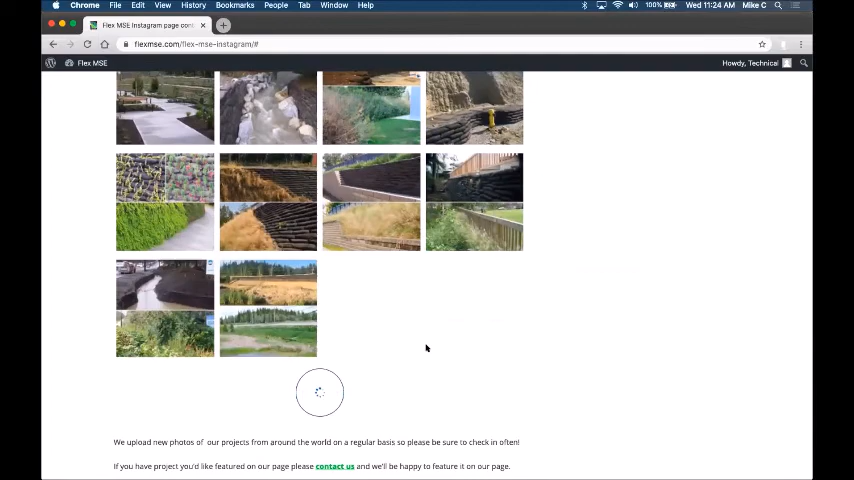 Chrome File Edit View History Bookmarks People Tab Window Help 100% Wed 11:24 AM Mike C
Flex MSE Instagram page cont
flexmse.com/flex-mse-instagram/#
Flex MSE Howdy, Technical
We upload new photos of our projects from around the world on a regular basis so please be sure to check in often!
If you have project you'd like featured on our page please contact us and we'll be happy to feature it on our page.